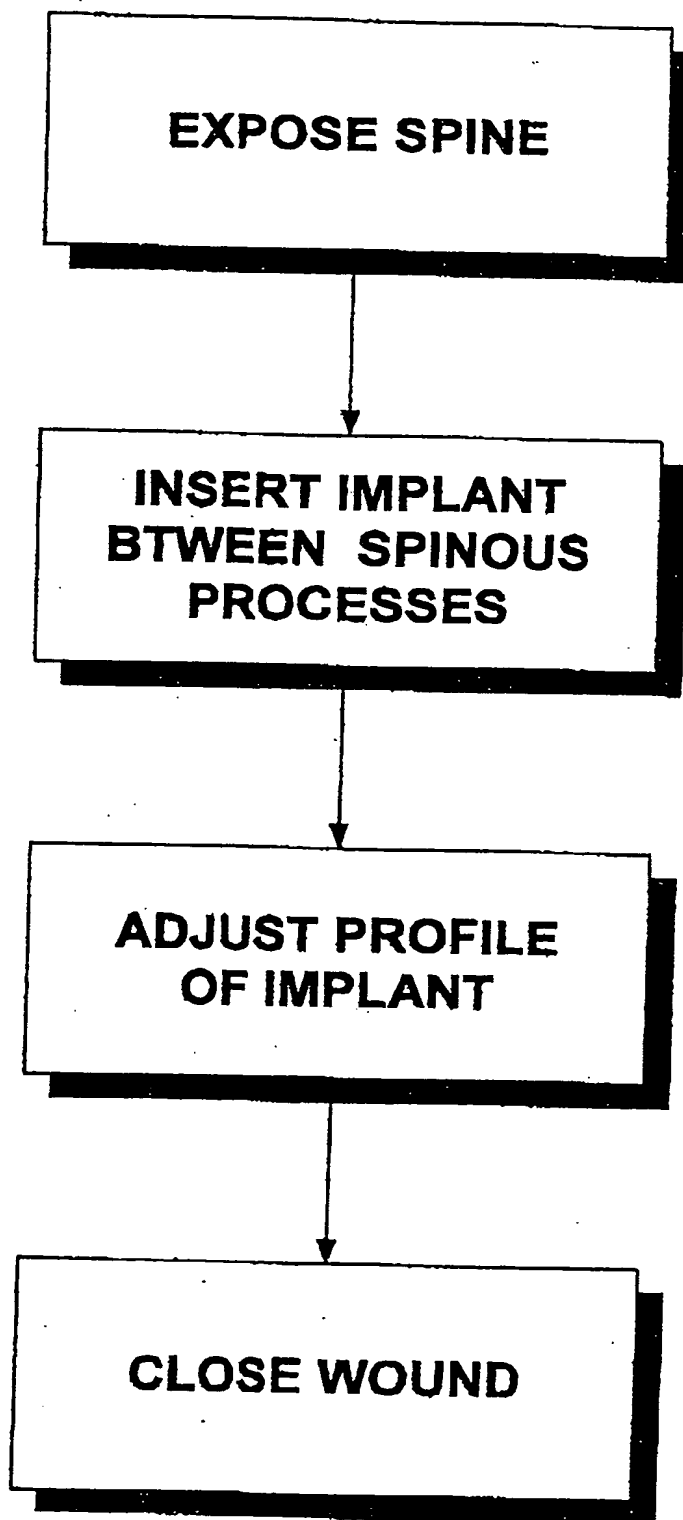 EXPOSE SPINE
INSERT IMPLANT
BTWEEN SPINOUS
PROCESSES
ADJUST PROFILE
OF IMPLANT
CLOSE WOUND